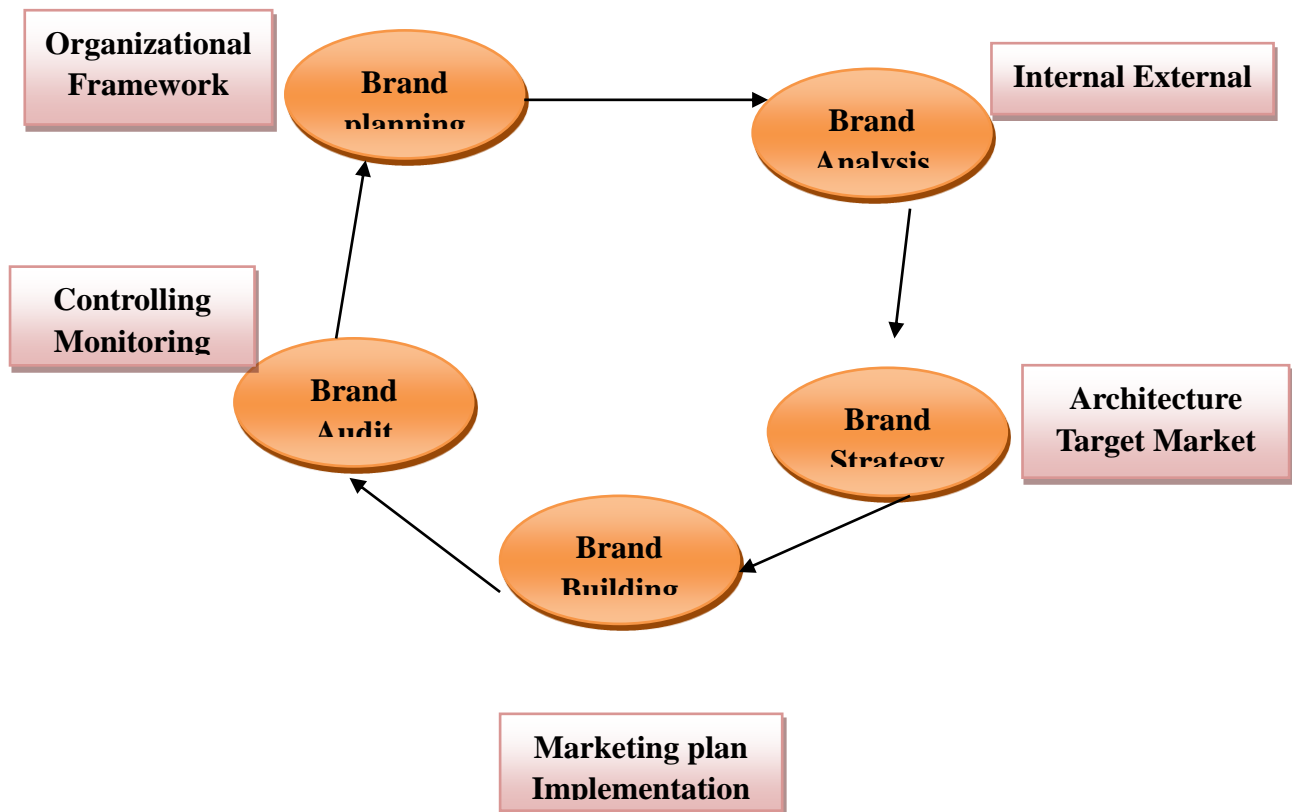 Organizational
Framework
Brand
planning
Brand
Analysis
Internal External
Controlling
Monitoring
Brand
Audit
Brand
Strategy
Architecture
Target Market
Brand
Building
Marketing plan
Implementation